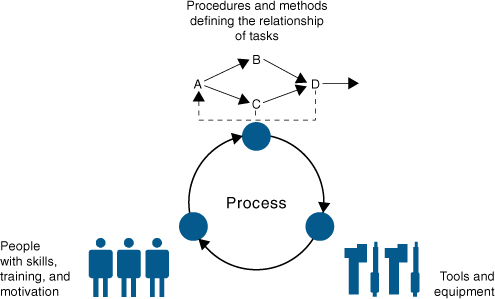 Procedures and methods
defining the relationship
of tasks
B
A
D
C
Process
People
with skills,
training, and
motivation
Tools and
equipment